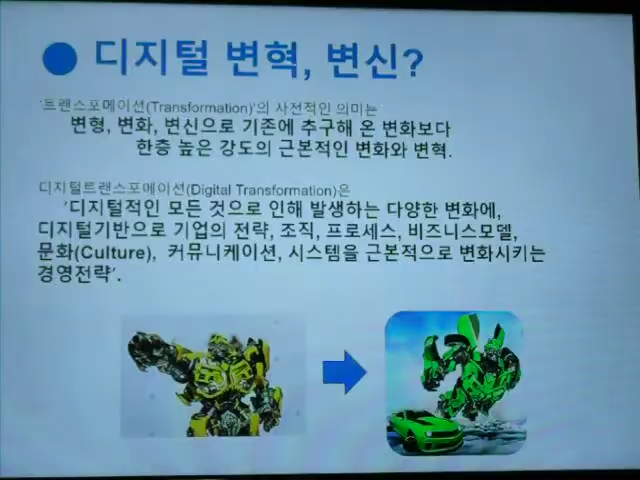 ● 디지털 변혁, 변신?
'트랜스포메이션(Transformation)'의 사전적인 의미는
변형, 변화, 변신으로 기존에 추구해 온 변화보다
한층 높은 강도의 근본적인 변화와 변혁.
디지털트랜스포메이션(Digital Transformation)은
'디지털적인 모든 것으로 인해 발생하는 다양한 변화에,
디지털기반으로 기업의 전략, 조직, 프로세스, 비즈니스모델,
문화(Culture), 커뮤니케이션, 시스템을 근본적으로 변화시키는
경영전략'.